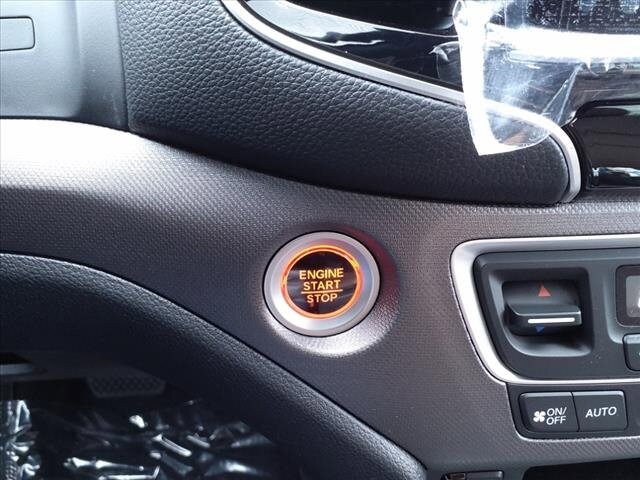 ENGINE
START
STOP
ON/
OFF
AUTO